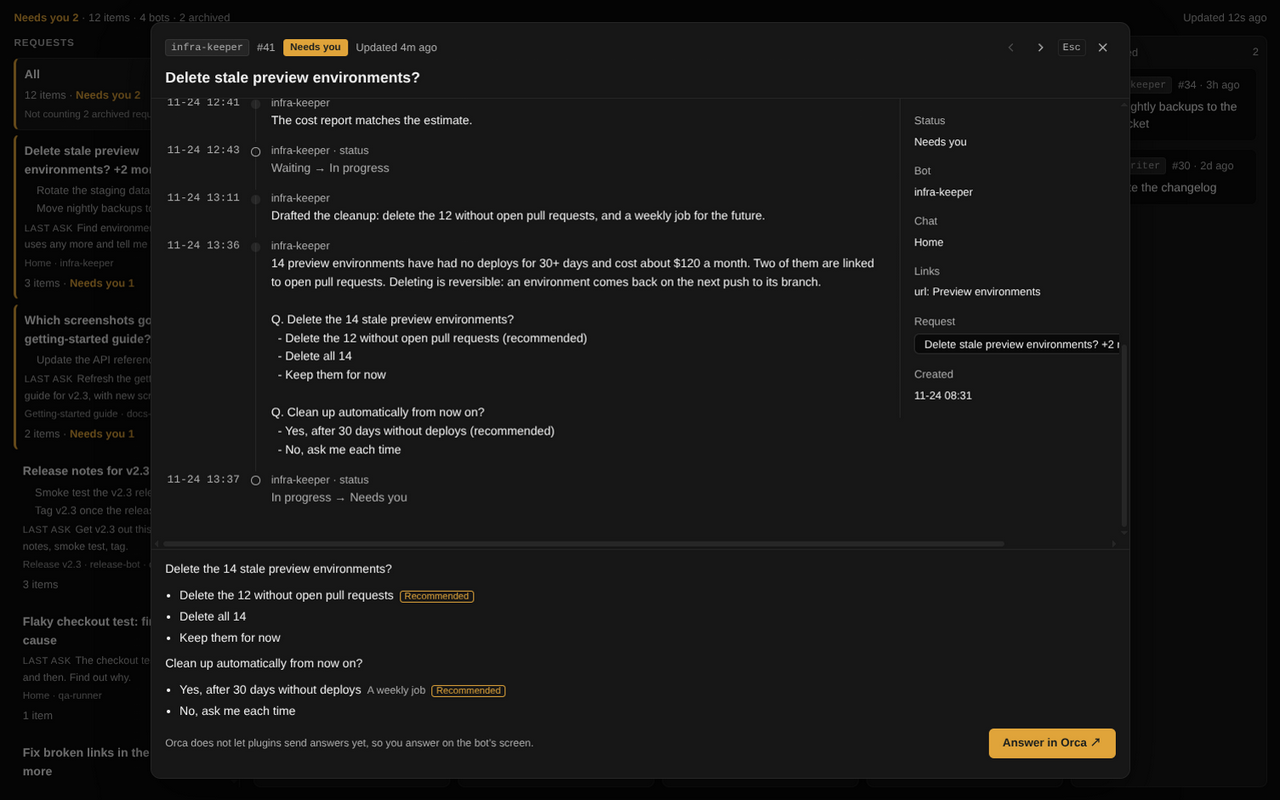 Needs you 2 · 12 items · 4 bots · 2 archived
Updated 12s ago
REQUESTS
All
12 items · Needs you 2
Not counting 2 archived
Delete stale preview
environments? +2
Rotate the staging
Move nightly backups
LAST ASK Find
uses any more and tell me
Home · infra-keeper
3 items · Needs you 1
Which screenshots go
getting-started guide?
Update the API
LAST ASK Refresh the
guide for v2.3, with new
Getting-started guide ·
2 items · Needs you 1
Release notes for v2.3
Smoke test the v2.3
Tag v2.3 once the
LAST ASK Get v2.3 out this
notes, smoke test, tag.
Release v2.3 · release-bot ·
3 items
Flaky checkout test:
cause
LAST ASK The checkout
and then. Find out why.
Home · qa-runner
1 item
Fix broken links in the
more
infra-keeper #41 Needs you Updated 4m ago
Esc
Delete stale preview environments?
11-24 12:41 infra-keeper
The cost report matches the estimate.
11-24 12:43 infra-keeper · status
Waiting → In progress
11-24 13:11 infra-keeper
Drafted the cleanup: delete the 12 without open pull requests, and a weekly job for the future.
11-24 13:36 infra-keeper
14 preview environments have had no deploys for 30+ days and cost about $120 a month. Two of them are linked
to open pull requests. Deleting is reversible: an environment comes back on the next push to its branch.
Q. Delete the 14 stale preview environments?
- Delete the 12 without open pull requests (recommended)
- Delete all 14
- Keep them for now
Q. Clean up automatically from now on?
- Yes, after 30 days without deploys (recommended)
- No, ask me each time
11-24 13:37 infra-keeper · status
In progress → Needs you
Status
Needs you
Bot
infra-keeper
Chat
Home
Links
url: Preview environments
Request
Delete stale preview environments? +2
Created
11-24 08:31
Delete the 14 stale preview environments?
• Delete the 12 without open pull requests Recommended
• Delete all 14
• Keep them for now
Clean up automatically from now on?
• Yes, after 30 days without deploys A weekly job Recommended
• No, ask me each time
Orca does not let plugins send answers yet, so you answer on the bot's screen.
Answer in Orca ↗
2
keeper #34 · 3h ago
backups to the
#30 · 2d ago
the changelog